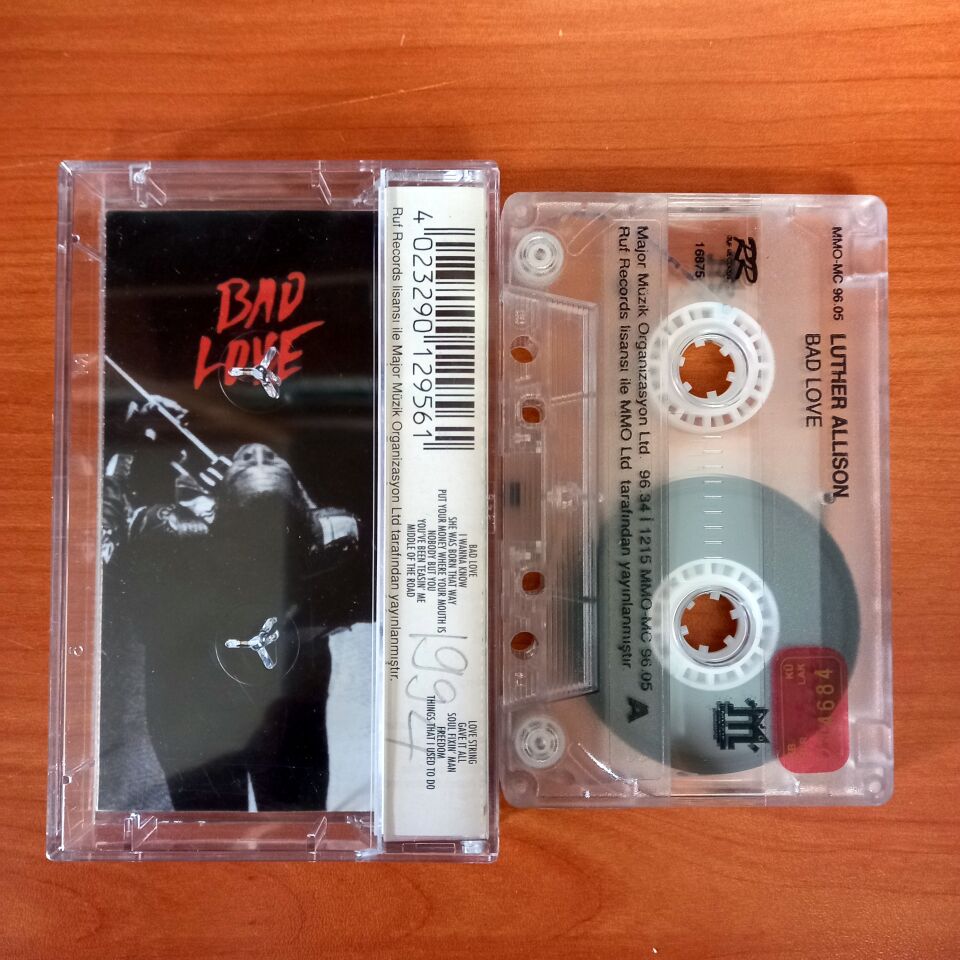 BAD
LOVE
4 023290 129561
Ruf Records lisansı ile Major Müzik Organizasyon Ltd tarafından yayınlanmıştır.
BAD LOVE
I WANNA KNOW
SHE WAS BORN THAT WAY
PUT YOUR MONEY WHERE YOUR MOUTH IS
NOBODY BUT YOU
YOU'VE BEEN TEASIN' ME
MIDDLE OF THE ROAD
1994
LOVE STRING
GAVE IT ALL
SOUL FIXIN' MAN
FREEDOM
THINGS THAT I USED TO DO
MMO-MC 96 05
LUTHER ALLISON
BAD LOVE
RR
16875
Major Müzik Organizasyon Ltd. 96 34 İ 1215 MMO-MC 96.05
Ruf Records lisansı ile MMO Ltd tarafından yayınlanmıştır
A